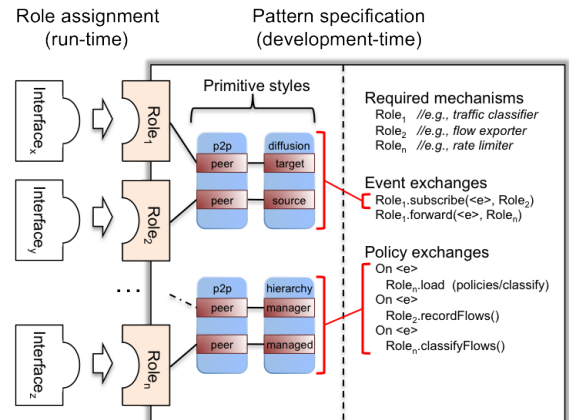 Role assignment
(run-time)
Pattern specification
(development-time)
Primitive styles
Interfacex
Role1
Interfacey
Role2
. . .
Interfacez
Rolen
p2p
diffusion
peer
target
peer
source
p2p
hierarchy
peer
manager
peer
managed
Required mechanisms
Role1 //e.g., traffic classifier
Role2 //e.g., flow exporter
Rolen //e.g., rate limiter
Event exchanges
Role1.subscribe(<e>, Role2)
Role1.forward(<e>, Rolen)
Policy exchanges
On <e>
Rolen.load (policies/classify)
On <e>
Role2.recordFlows()
On <e>
Rolen.classifyFlows()